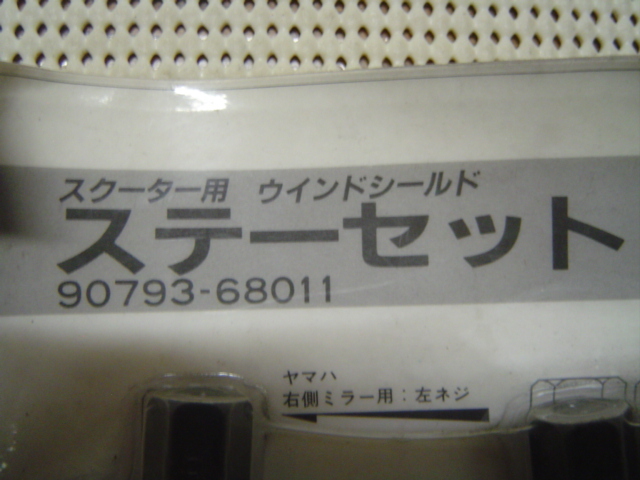 スクーター用 ウインドシールド
ステーセット
90793-68011
ヤマハ
右側ミラー用：左ネジ